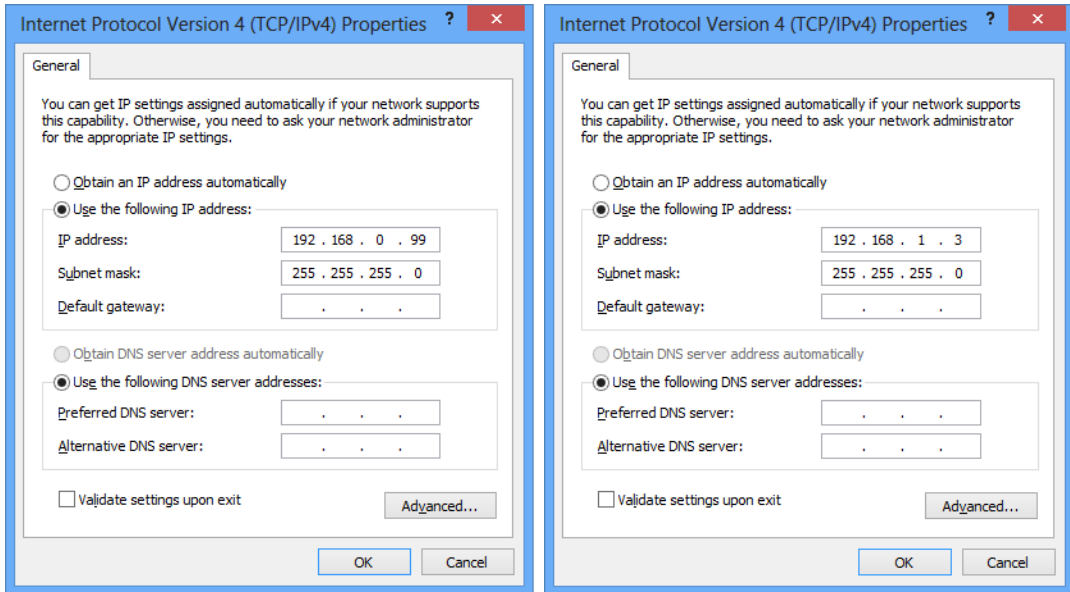 Internet Protocol Version 4 (TCP/IPv4) Properties ? ×
General
You can get IP settings assigned automatically if your network supports
this capability. Otherwise, you need to ask your network administrator
for the appropriate IP settings.
Obtain an IP address automatically
Use the following IP address:
IP address: 192 . 168 . 0 . 99
Subnet mask: 255 . 255 . 255 . 0
Default gateway: . . .
Obtain DNS server address automatically
Use the following DNS server addresses:
Preferred DNS server: . . .
Alternative DNS server: . . .
Validate settings upon exit
Advanced...
OK Cancel
Internet Protocol Version 4 (TCP/IPv4) Properties ? ×
General
You can get IP settings assigned automatically if your network supports
this capability. Otherwise, you need to ask your network administrator
for the appropriate IP settings.
Obtain an IP address automatically
Use the following IP address:
IP address: 192 . 168 . 1 . 3
Subnet mask: 255 . 255 . 255 . 0
Default gateway: . . .
Obtain DNS server address automatically
Use the following DNS server addresses:
Preferred DNS server: . . .
Alternative DNS server: . . .
Validate settings upon exit
Advanced...
OK Cancel